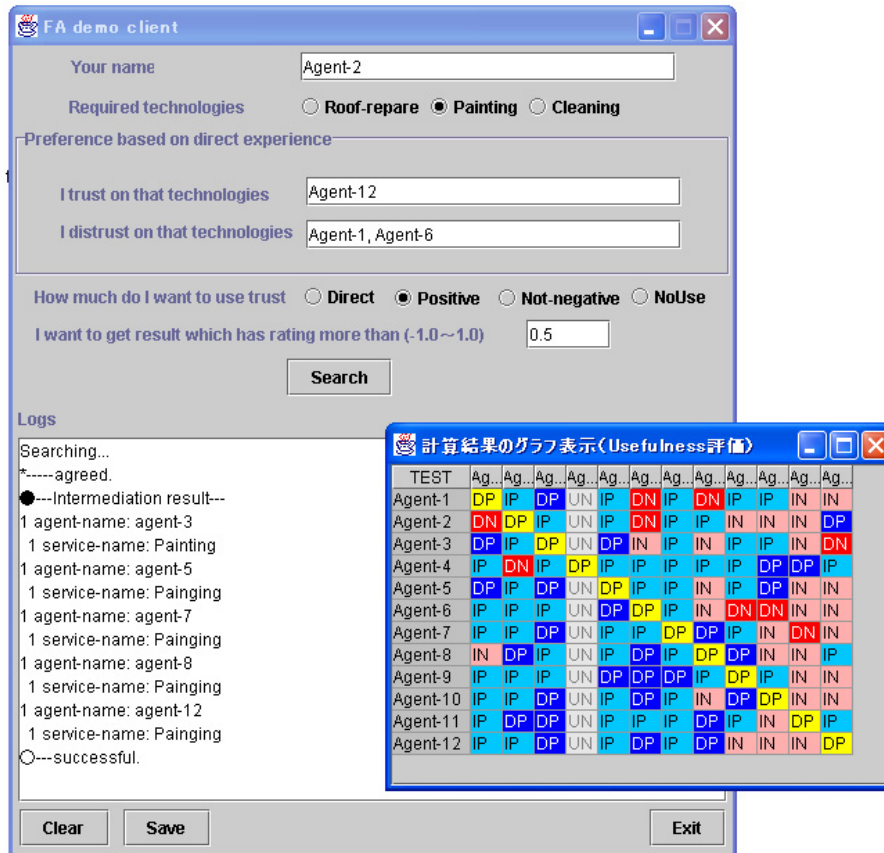 FA demo client
Your name Agent-2
Required technologies Roof-repare Painting Cleaning
Preference based on direct experience
I trust on that technologies Agent-12
I distrust on that technologies Agent-1, Agent-6
How much do I want to use trust Direct Positive Not-negative NoUse
I want to get result which has rating more than (-1.0～1.0) 0.5
Search
Logs
Searching...
*-----agreed.
●---Intermediation result---
1 agent-name: agent-3
1 service-name: Painting
1 agent-name: agent-5
1 service-name: Painging
1 agent-name: agent-7
1 service-name: Painging
1 agent-name: agent-8
1 service-name: Painging
1 agent-name: agent-12
1 service-name: Painging
○---successful.
計算結果のグラフ表示(Usefulness評価)
TEST Ag... Ag... Ag... Ag... Ag... Ag... Ag... Ag... Ag... Ag... Ag... Ag...
Agent-1 DP IP DP UN IP DN IP DN IP IP IN IN
Agent-2 DN DP IP UN IP DN IP IP IN IN IN DP
Agent-3 DP IP DP UN DP IN IP IN IP IP IN DN
Agent-4 IP DN IP DP IP IP IP IP IP DP DP IP
Agent-5 DP IP DP UN DP IP IP IN IP DP IN IN
Agent-6 IP IP IP UN DP DP IP IN DN DN IN IN
Agent-7 IP IP DP UN IP IP DP DP IP IN DN IN
Agent-8 IN DP IP UN IP DP IP DP DP IN IN IP
Agent-9 IP IP IP UN DP DP DP IP DP IP IN IN
Agent-10 IP IP DP UN IP DP IP IN DP DP IN IN
Agent-11 IP DP DP UN IP IP IP DP IP IN DP IP
Agent-12 IP IP DP UN IP DP IP DP IN IN IN DP
Clear Save Exit